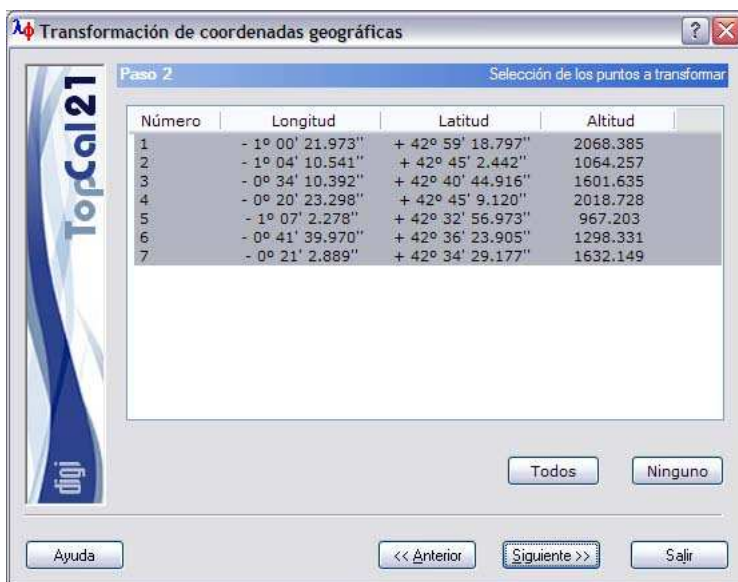 λφ Transformación de coordenadas geográficas
?
TopCal21
digi
Paso 2 Selección de los puntos a transformar
Número Longitud Latitud Altitud
1 - 1º 00' 21.973'' + 42º 59' 18.797'' 2068.385
2 - 1º 04' 10.541'' + 42º 45' 2.442'' 1064.257
3 - 0º 34' 10.392'' + 42º 40' 44.916'' 1601.635
4 - 0º 20' 23.298'' + 42º 45' 9.120'' 2018.728
5 - 1º 07' 2.278'' + 42º 32' 56.973'' 967.203
6 - 0º 41' 39.970'' + 42º 36' 23.905'' 1298.331
7 - 0º 21' 2.889'' + 42º 34' 29.177'' 1632.149
Todos Ninguno
Ayuda << Anterior Siguiente >> Salir